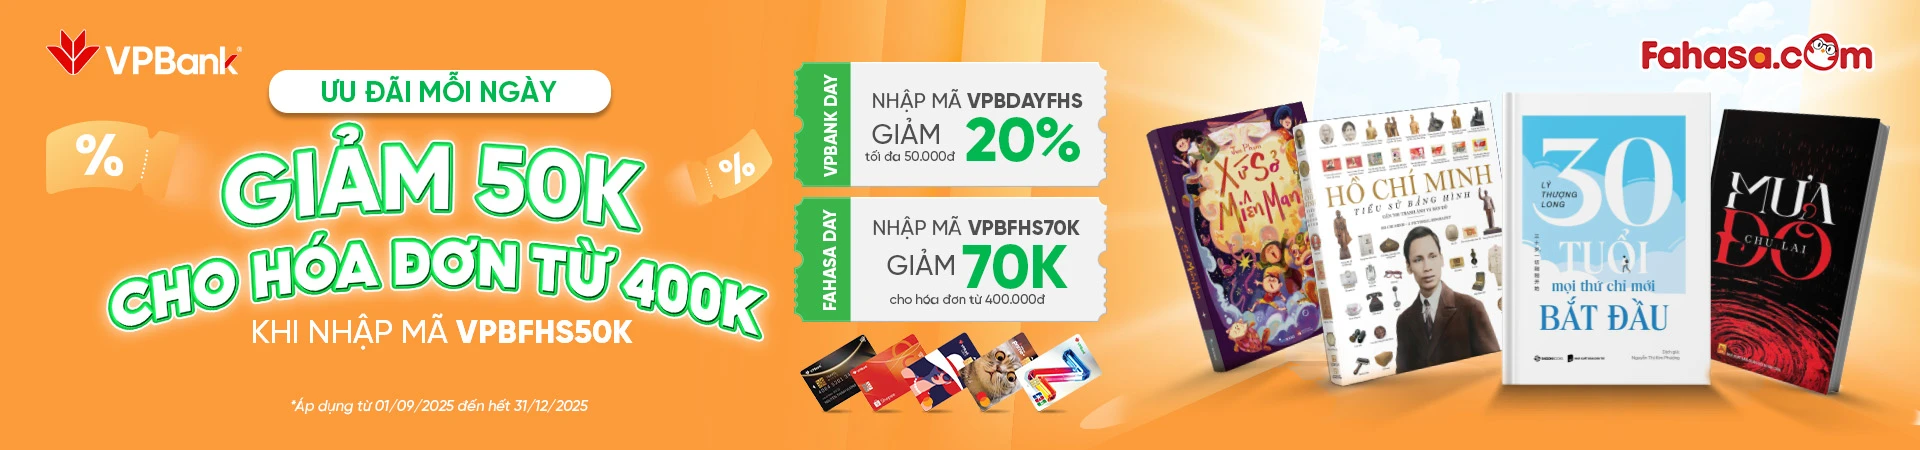 VPBank
Fahasa.com
ƯU ĐÃI MỖI NGÀY
GIẢM 50K
CHO HÓA ĐƠN TỪ 400K
KHI NHẬP MÃ VPBFHS50K
*Áp dụng từ 01/09/2025 đến hết 31/12/2025
%
%
VPBANK DAY
NHẬP MÃ VPBDAYFHS
GIẢM 20%
tối đa 50.000đ
FAHASA DAY
NHẬP MÃ VPBFHS70K
GIẢM 70K
cho hóa đơn từ 400.000đ
Xứ Sở
Miên Man
HỒ CHÍ MINH
TIỂU SỬ BẰNG HÌNH
30
LÝ
THƯỢNG
LONG
TUỔI
mọi thứ chỉ mới
BẮT ĐẦU
MƯA
ĐỎ
CHU LAI